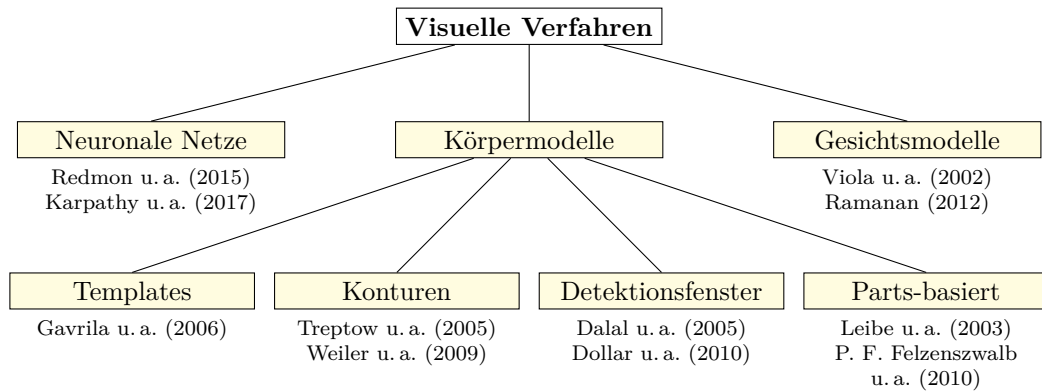 Visuelle Verfahren
Neuronale Netze
Redmon u. a. (2015)
Karpathy u. a. (2017)
Körpermodelle
Gesichtsmodelle
Viola u. a. (2002)
Ramanan (2012)
Templates
Gavrila u. a. (2006)
Konturen
Treptow u. a. (2005)
Weiler u. a. (2009)
Detektionsfenster
Dalal u. a. (2005)
Dollar u. a. (2010)
Parts-basiert
Leibe u. a. (2003)
P. F. Felzenszwalb
u. a. (2010)